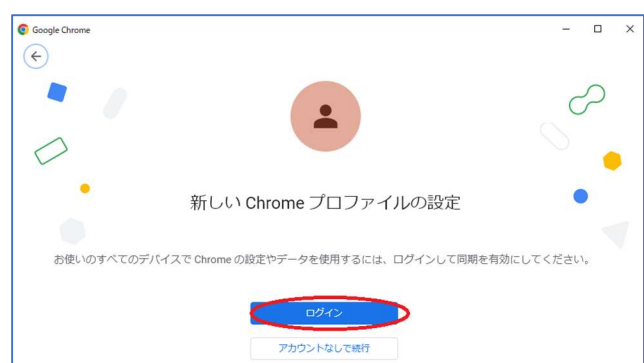 Google Chrome
新しい Chrome プロファイルの設定
お使いのすべてのデバイスで Chrome の設定やデータを使用するには、ログインして同期を有効にしてください。
ログイン
アカウントなしで続行